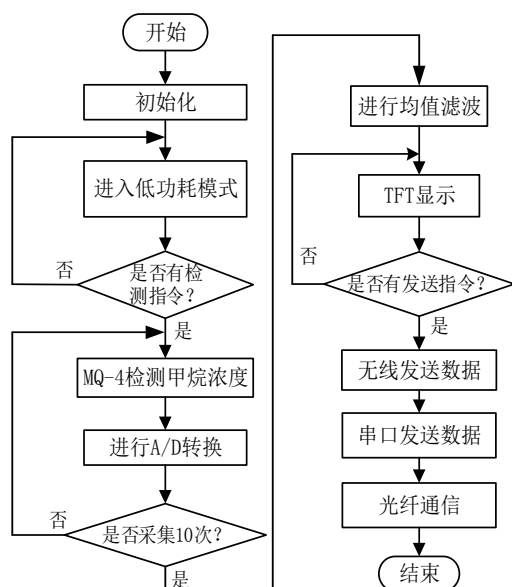 开始
初始化
进入低功耗模式
否
是否有检
测指令?
是
MQ-4检测甲烷浓度
进行A/D转换
否
是否采集10次?
是
进行均值滤波
TFT显示
否
是否有发送指令?
是
无线发送数据
串口发送数据
光纤通信
结束